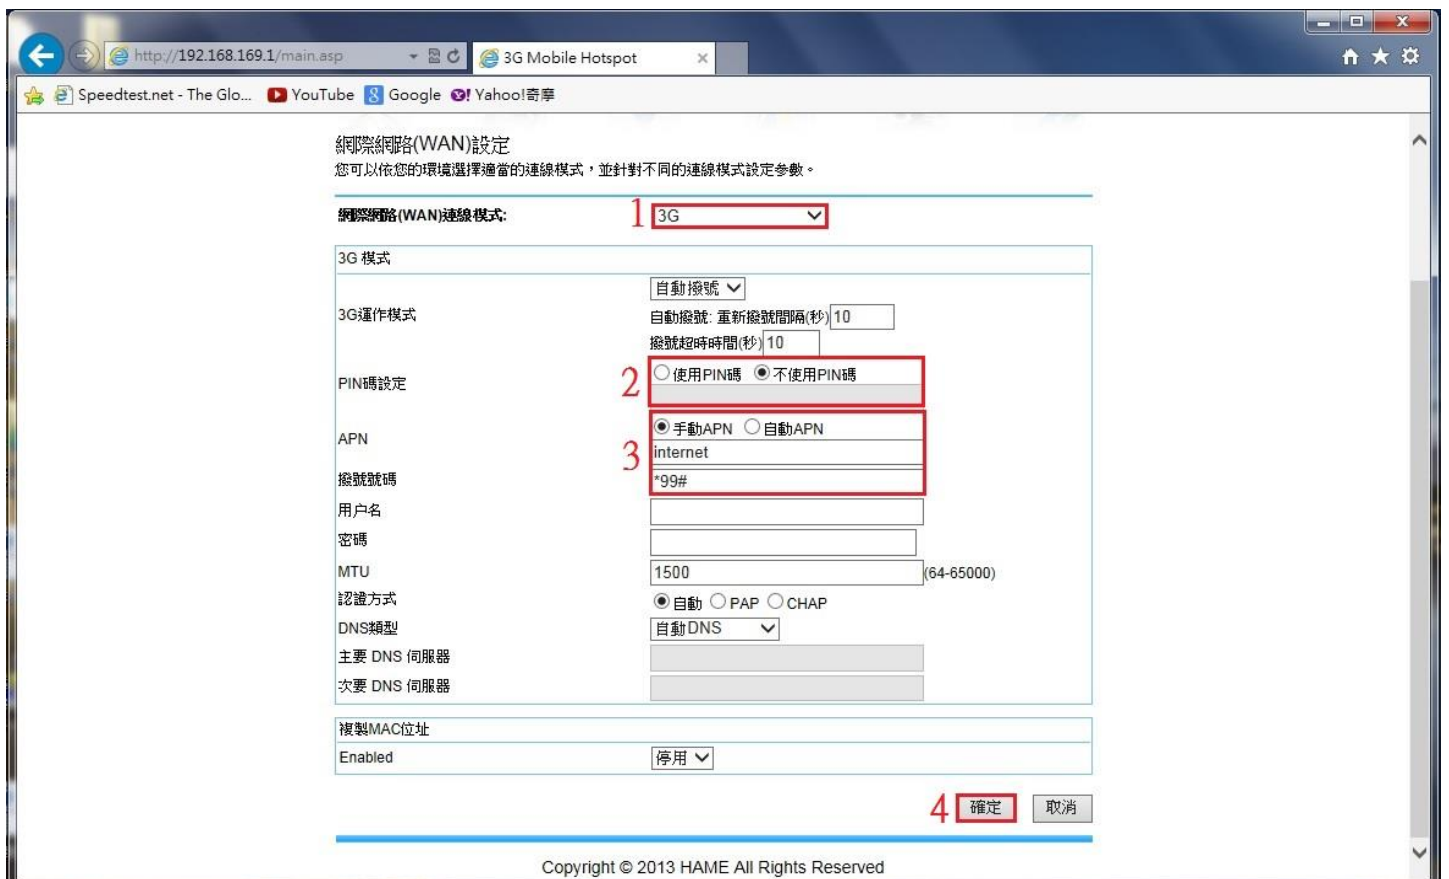 http://192.168.169.1/main.asp
3G Mobile Hotspot
Speedtest.net - The Glo... YouTube Google Yahoo!奇摩
網際網路(WAN)設定
您可以依您的環境選擇適當的連線模式，並針對不同的連線模式設定參數。
網際網路(WAN)連線模式: 1 3G
3G 模式
自動撥號
3G運作模式 自動撥號: 重新撥號間隔(秒) 10
撥號超時時間(秒) 10
PIN碼設定 2 使用PIN碼 不使用PIN碼
APN 3 手動APN 自動APN
internet
撥號號碼 *99#
用户名
密碼
MTU 1500 (64-65000)
認證方式 自動 PAP CHAP
DNS類型 自動DNS
主要 DNS 伺服器
次要 DNS 伺服器
複製MAC位址
Enabled 停用
4 確定 取消
Copyright © 2013 HAME All Rights Reserved